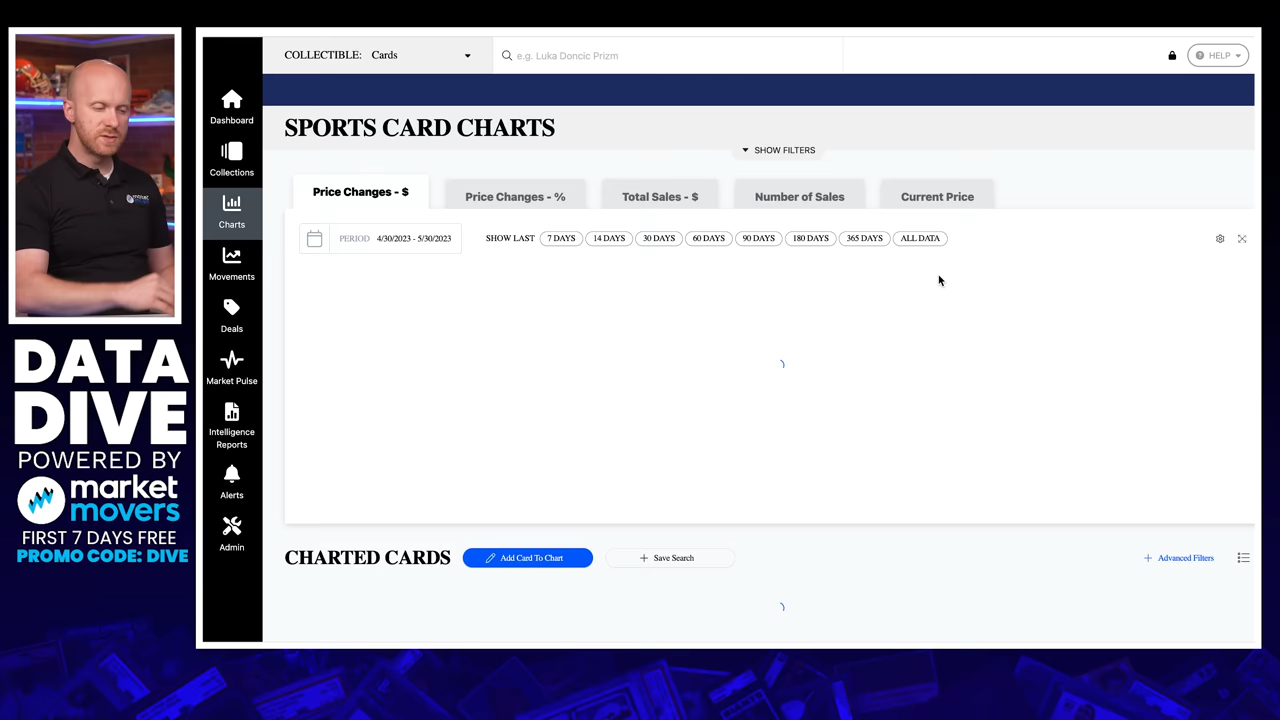 COLLECTIBLE: Cards
e.g. Luka Doncic Prizm
HELP
SPORTS CARD CHARTS
SHOW FILTERS
Price Changes - $
Price Changes - %
Total Sales - $
Number of Sales
Current Price
PERIOD 4/30/2023 - 5/30/2023
SHOW LAST 7 DAYS 14 DAYS 30 DAYS 60 DAYS 90 DAYS 180 DAYS 365 DAYS ALL DATA
CHARTED CARDS
Add Card To Chart
Save Search
Advanced Filters
Dashboard
Collections
Charts
Movements
Deals
Market Pulse
Intelligence
Reports
Alerts
Admin
DATA
DIVE
POWERED BY
market
movers
FIRST 7 DAYS FREE
PROMO CODE: DIVE